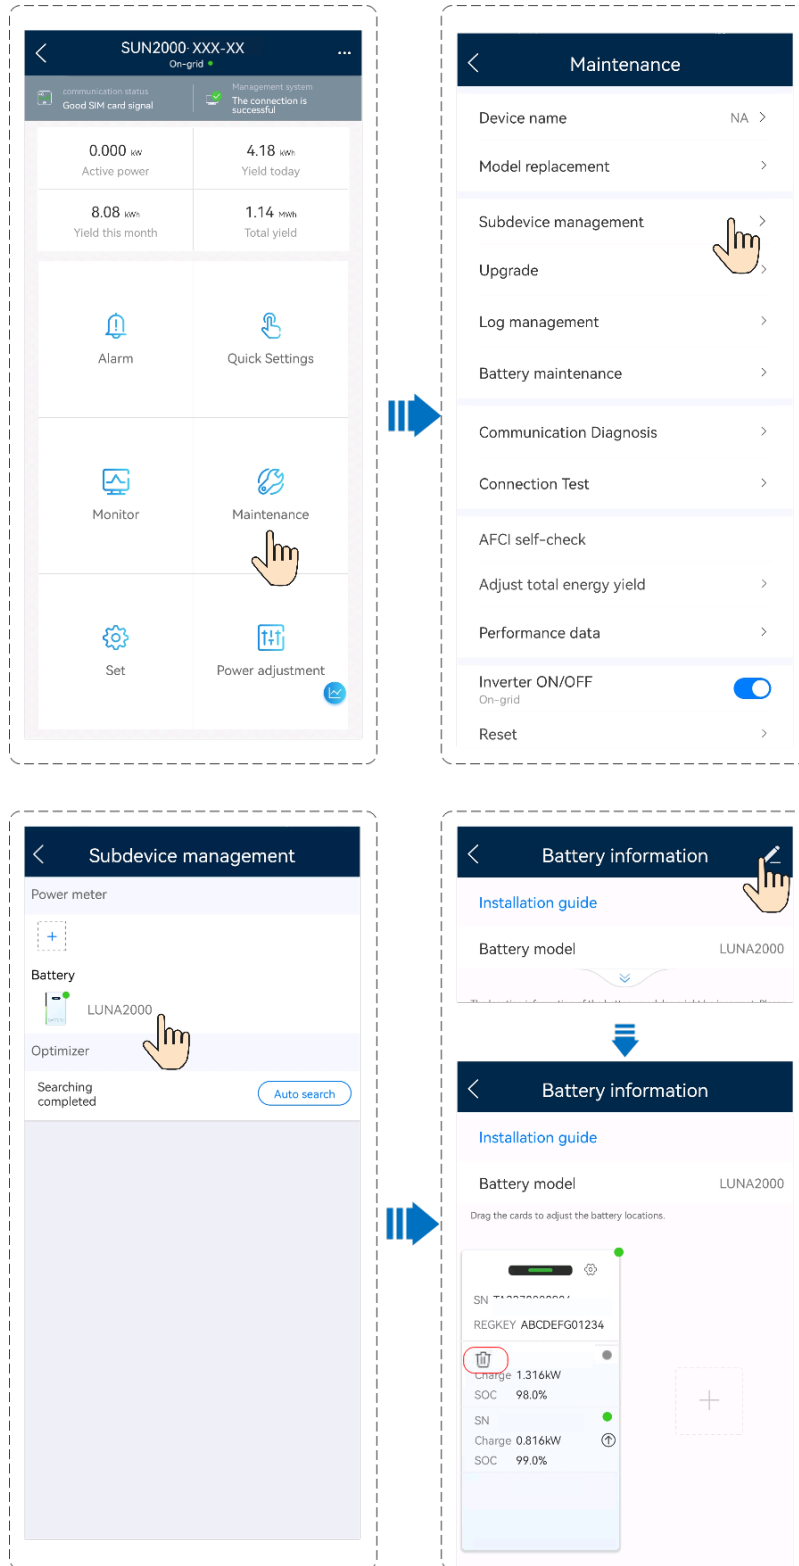 SUN2000- XXX-XX
On-grid
communication status
Good SIM card signal
Management system
The connection is
successful
0.000 kW
Active power
4.18 kWh
Yield today
8.08 kWh
Yield this month
1.14 MWh
Total yield
Alarm
Quick Settings
Monitor
Maintenance
Set
Power adjustment
Maintenance
Device name NA
Model replacement
Subdevice management
Upgrade
Log management
Battery maintenance
Communication Diagnosis
Connection Test
AFCI self-check
Adjust total energy yield
Performance data
Inverter ON/OFF
On-grid
Reset
Subdevice management
Power meter
Battery
LUNA2000
Optimizer
Searching
completed
Auto search
Battery information
Installation guide
Battery model LUNA2000
Battery information
Installation guide
Battery model LUNA2000
Drag the cards to adjust the battery locations.
SN
REGKEY ABCDEFG01234
Charge 1.316kW
SOC 98.0%
SN
Charge 0.816kW
SOC 99.0%